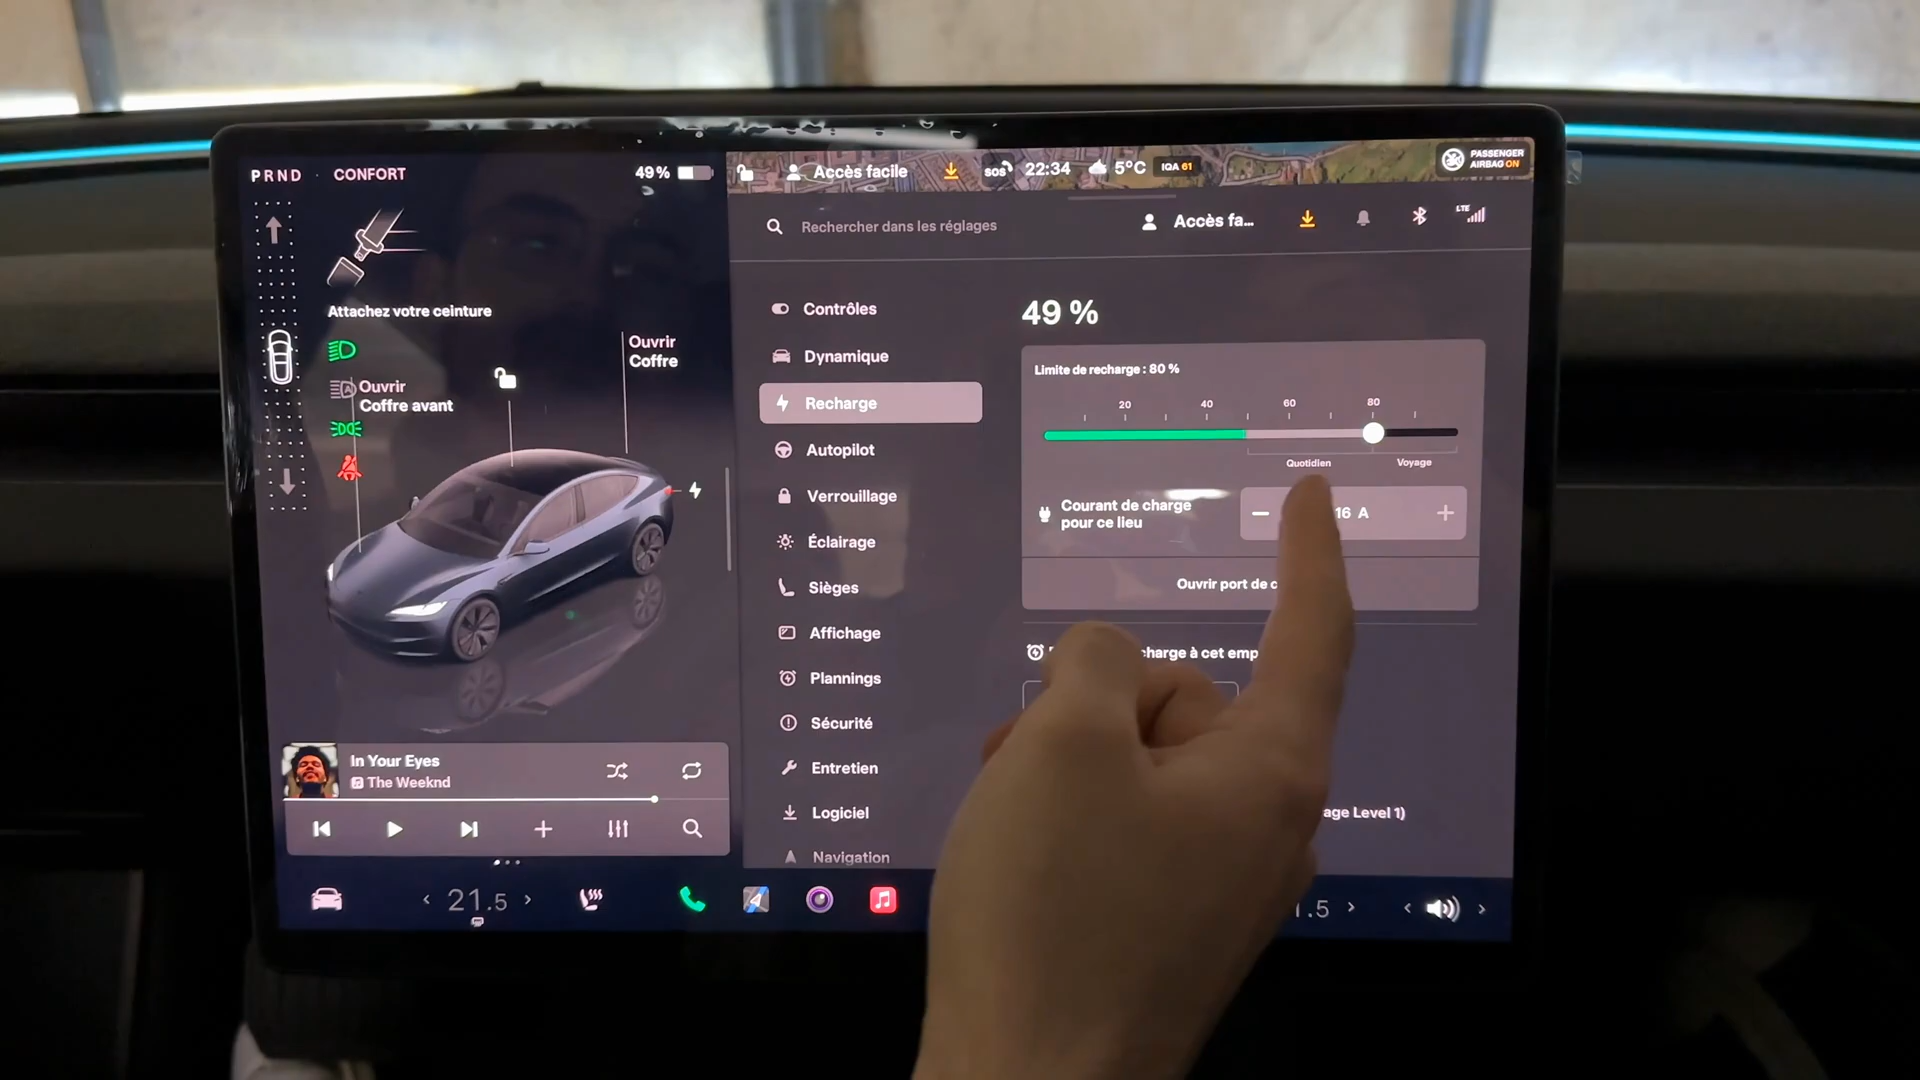 PRND · CONFORT
49 %
Accès facile
sos
22:34
5°C
IQA 61
PASSENGER
AIRBAG ON
Rechercher dans les réglages
Accès fa...
LTE
Attachez votre ceinture
Ouvrir
Coffre
Ouvrir
Coffre avant
Contrôles
Dynamique
Recharge
Autopilot
Verrouillage
Éclairage
Sièges
Affichage
Plannings
Sécurité
Entretien
Logiciel
Navigation
49 %
Limite de recharge : 80 %
20 40 60 80
Quotidien Voyage
Courant de charge
pour ce lieu
16 A
Ouvrir port de
charge à cet
age Level 1)
In Your Eyes
The Weeknd
21.5
.5